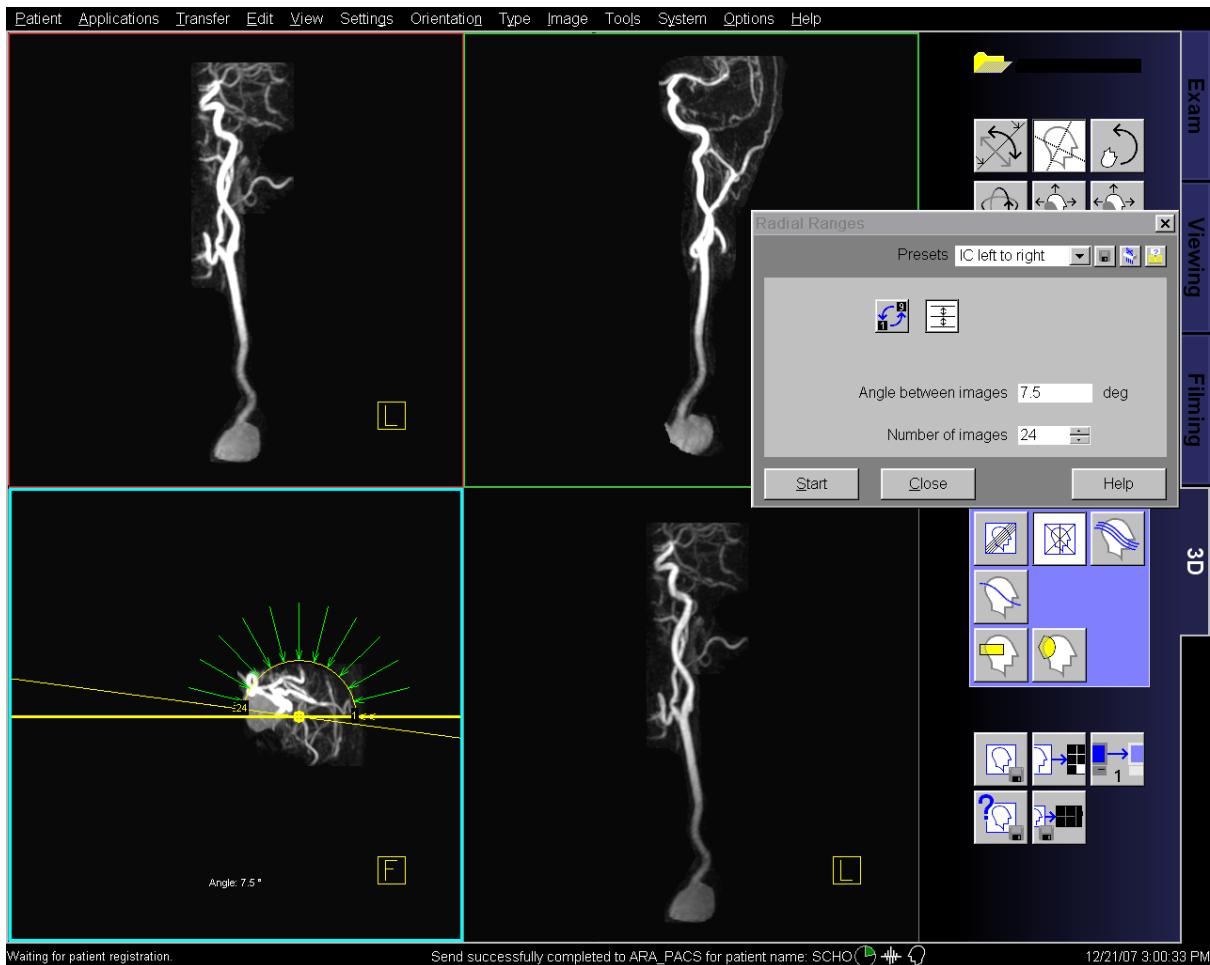 Patient Applications Transfer Edit View Settings Orientation Type Image Tools System Options Help
Exam
Viewing
Filming
3D
L
Radial Ranges
Presets IC left to right
1 9
Angle between images 7.5 deg
Number of images 24
Start Close Help
24
1
Angle: 7.5 °
F
L
1
?
Waiting for patient registration.
Send successfully completed to ARA_PACS for patient name: SCHO
12/21/07 3:00:33 PM